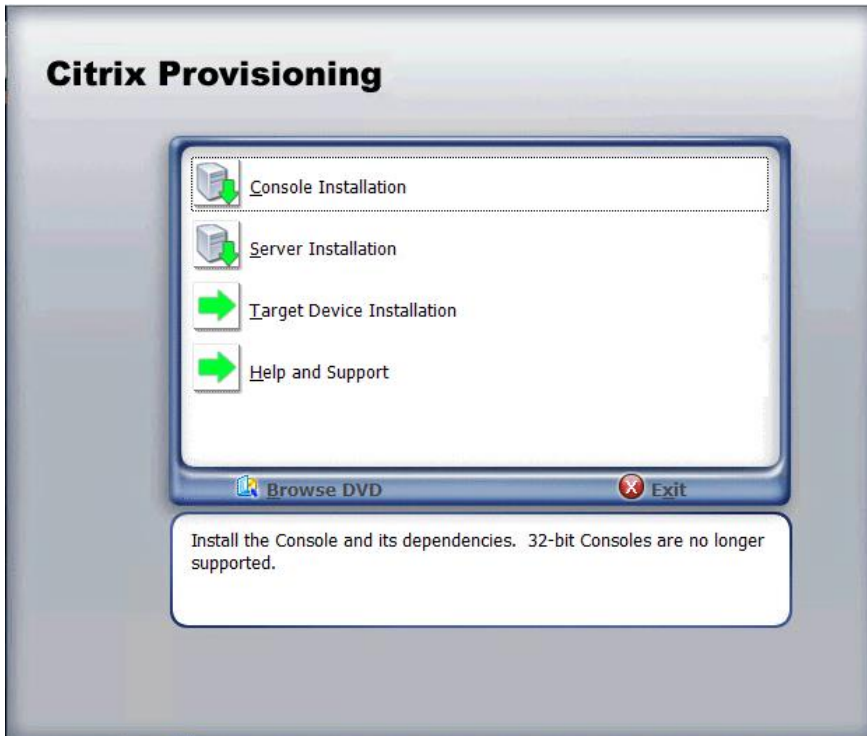 Citrix Provisioning
Console Installation
Server Installation
Target Device Installation
Help and Support
Browse DVD
Exit
Install the Console and its dependencies.  32-bit Consoles are no longer
supported.